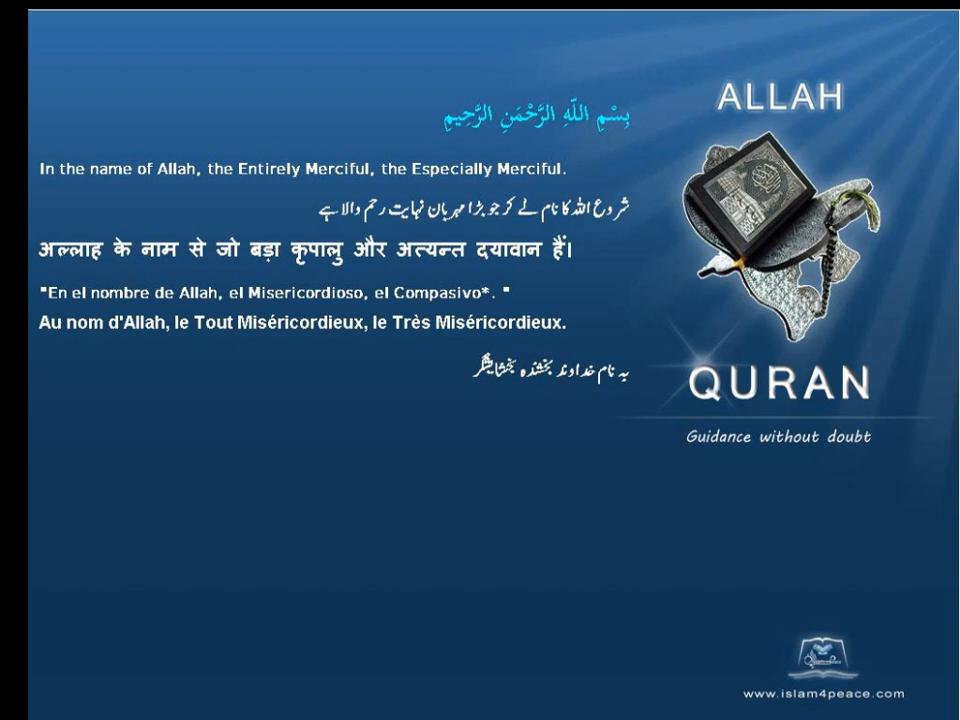 بِسْمِ اللّهِ الرَّحْمَنِ الرَّحِيمِ
In the name of Allah, the Entirely Merciful, the Especially Merciful.
شروع الله کا نام لے کر جو بڑا مہربان نہایت رحم والا ہے
अल्लाह के नाम से जो बड़ा कृपालु और अत्यन्त दयावान हैं।
"En el nombre de Allah, el Misericordioso, el Compasivo*. "
Au nom d'Allah, le Tout Miséricordieux, le Très Miséricordieux.
به نام خداوند بخشنده بخشایشگر
ALLAH
QURAN
Guidance without doubt
www.islam4peace.com